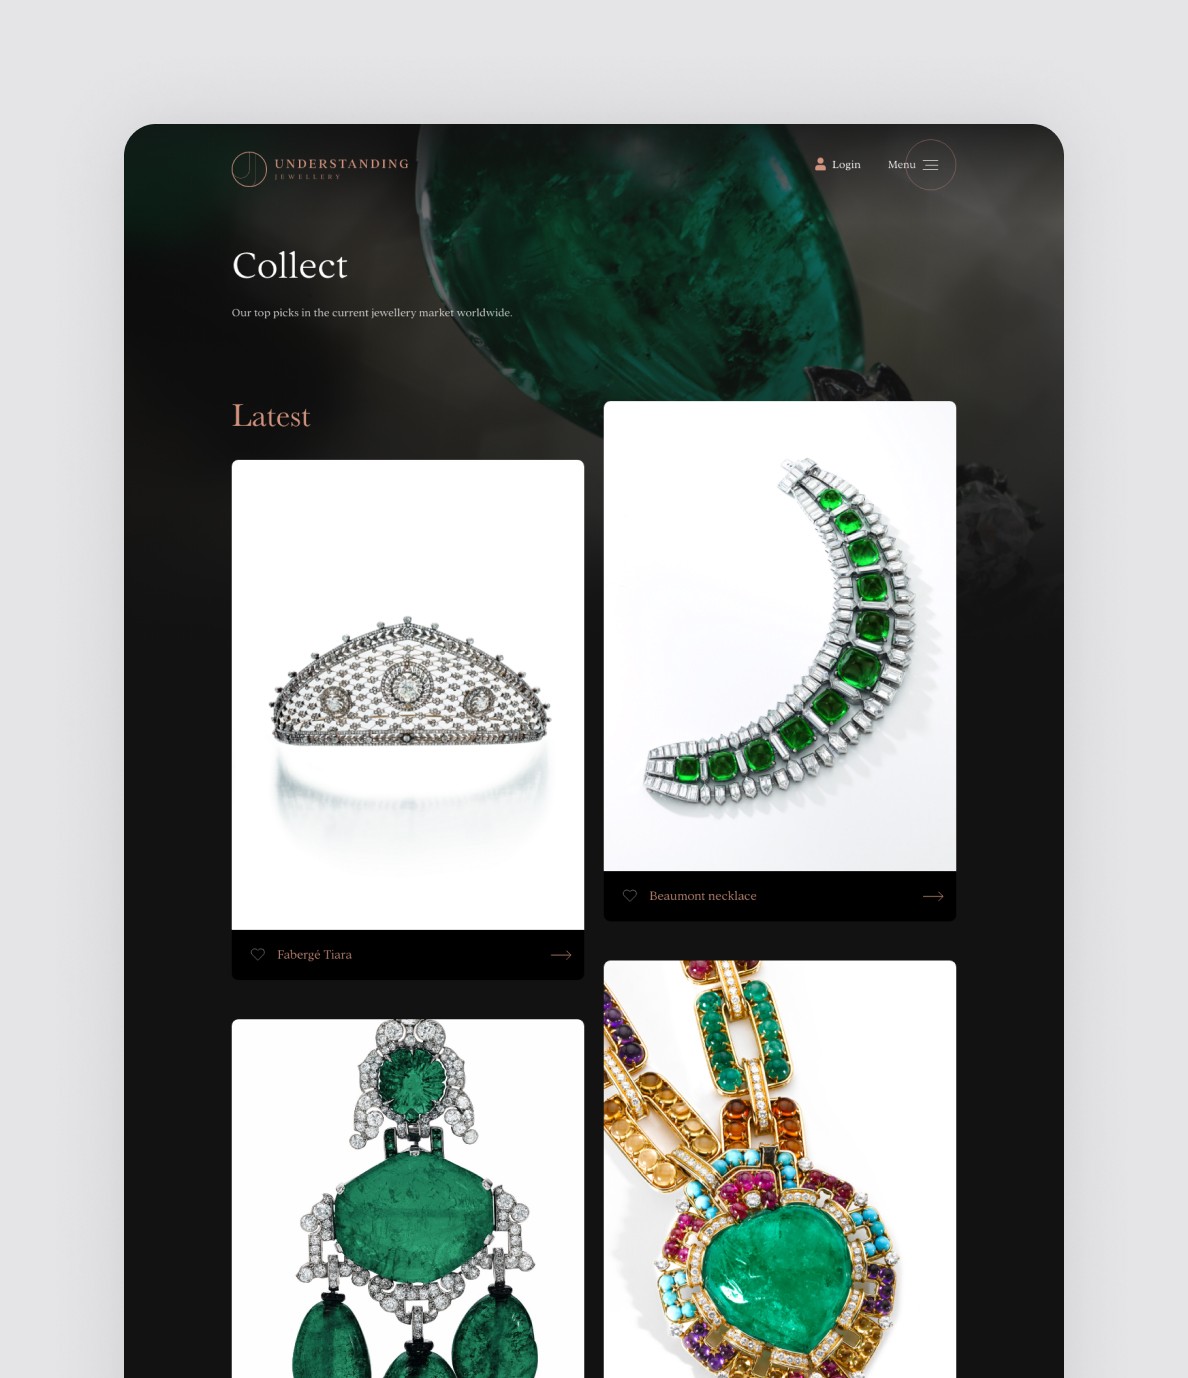 UNDERSTANDING
JEWELLERY
Login
Menu
Collect
Our top picks in the current jewellery market worldwide.
Latest
Beaumont necklace
Fabergé Tiara